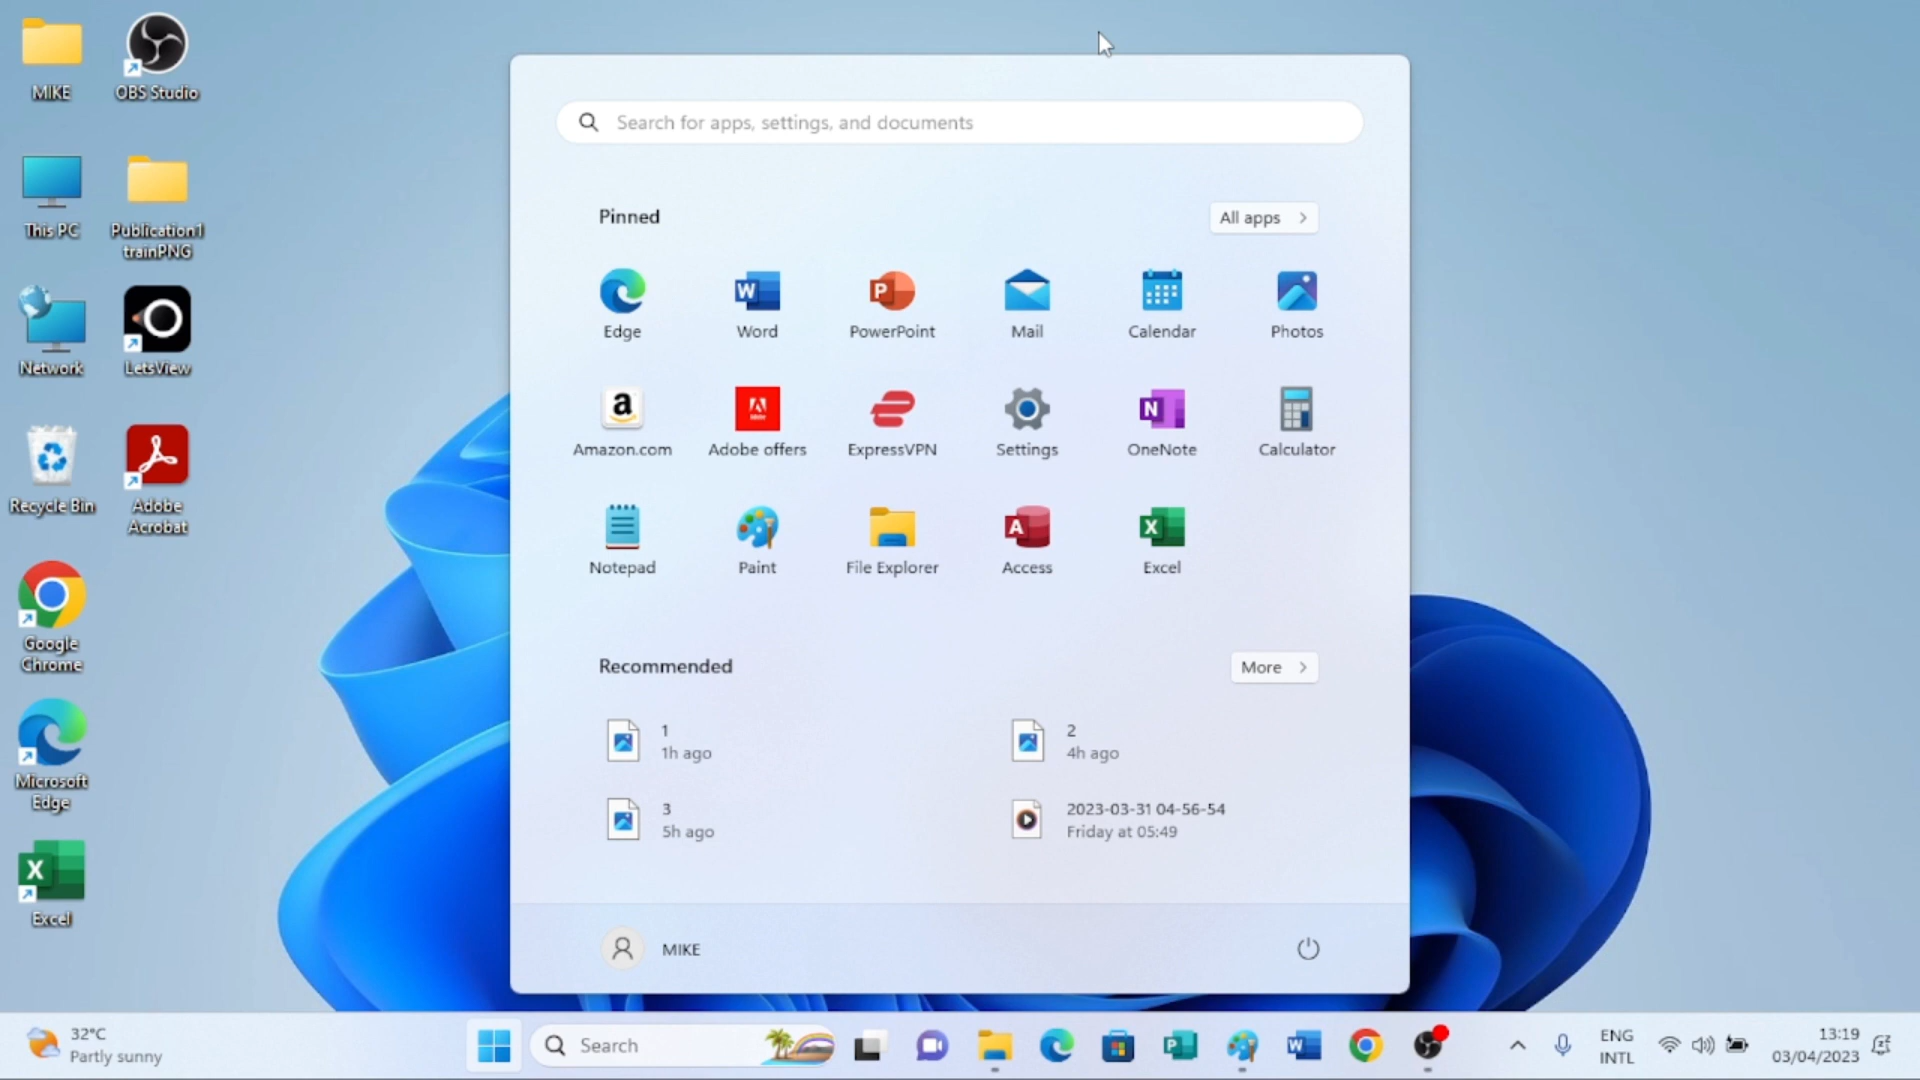 MIKE
OBS Studio
This PC
Publication1
trainPNG
Network
LetsView
Recycle Bin
Adobe
Acrobat
Google
Chrome
Microsoft
Edge
Excel
Search for apps, settings, and documents
Pinned
All apps
Edge
Word
PowerPoint
Mail
Calendar
Photos
Amazon.com
Adobe offers
ExpressVPN
Settings
OneNote
Calculator
Notepad
Paint
File Explorer
Access
Excel
Recommended
More
1
1h ago
2
4h ago
3
5h ago
2023-03-31 04-56-54
Friday at 05:49
MIKE
32°C
Partly sunny
Search
ENG
INTL
13:19
03/04/2023